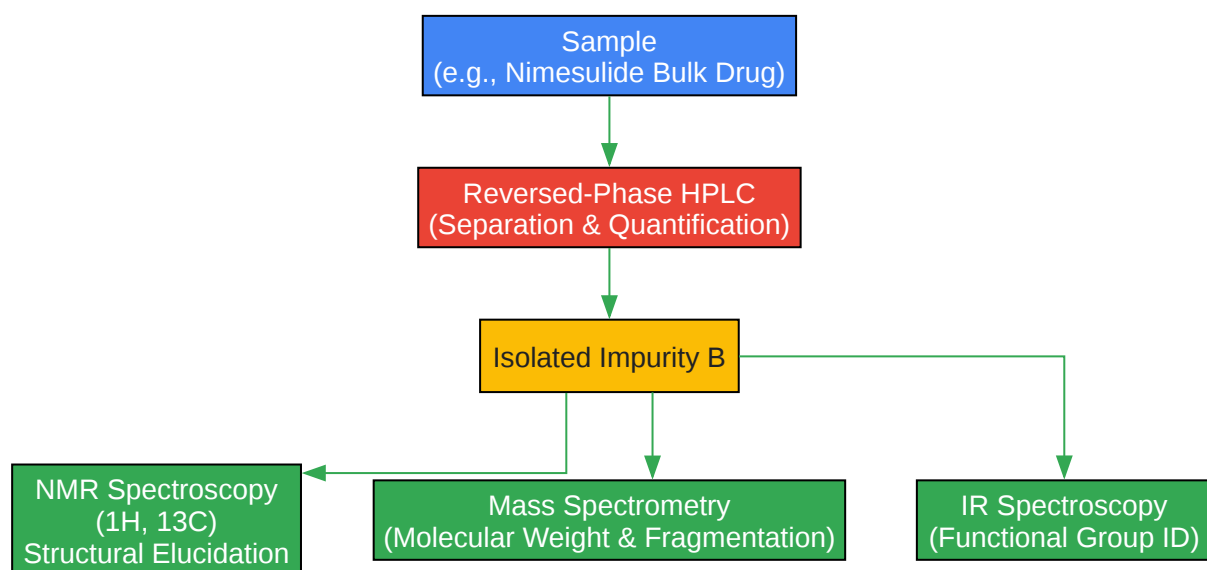 Sample
(e.g., Nimesulide Bulk Drug)
Reversed-Phase HPLC
(Separation & Quantification)
Isolated Impurity B
NMR Spectroscopy
(1H, 13C)
Structural Elucidation
Mass Spectrometry
(Molecular Weight & Fragmentation)
IR Spectroscopy
(Functional Group ID)